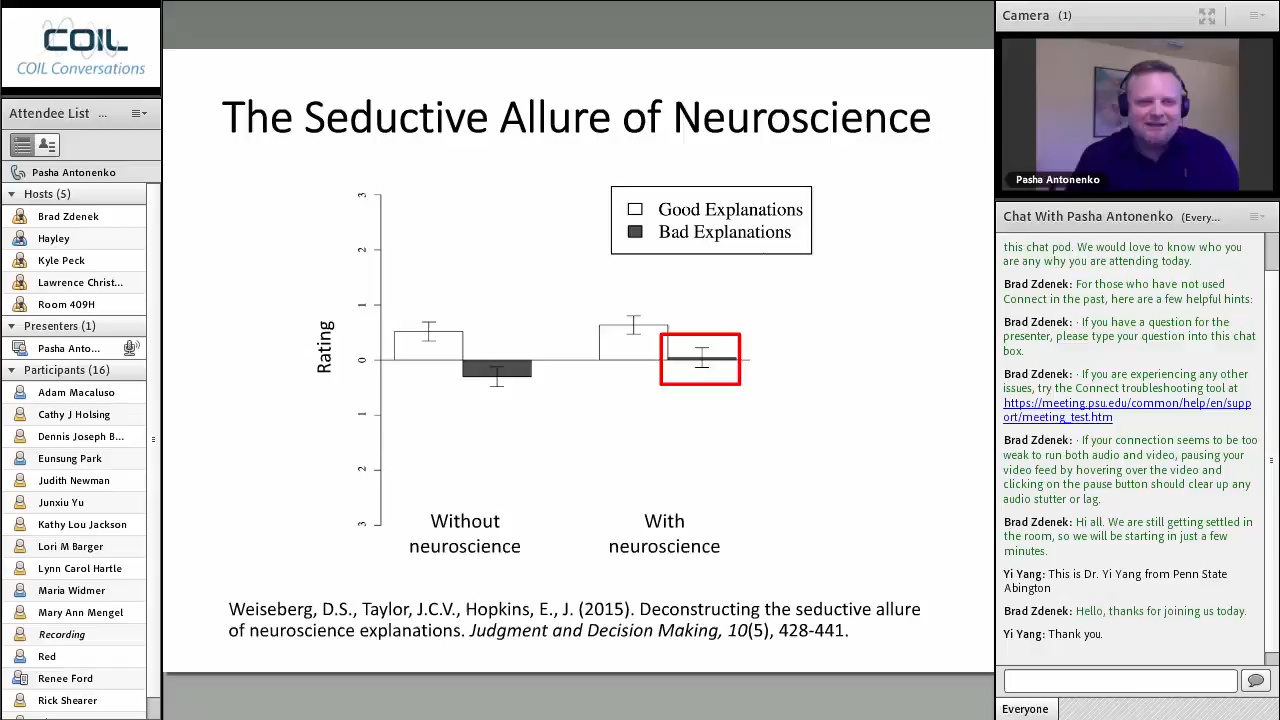 COIL
COIL Conversations
Attendee List ...
Pasha Antonenko
Hosts (5)
Brad Zdenek
Hayley
Kyle Peck
Lawrence Christ...
Room 409H
Presenters (1)
Pasha Anto...
Participants (16)
Adam Macaluso
Cathy J Holsing
Dennis Joseph B...
Eunsung Park
Judith Newman
Junxiu Yu
Kathy Lou Jackson
Lori M Barger
Lynn Carol Hartle
Maria Widmer
Mary Ann Mengel
Recording
Red
Renee Ford
Rick Shearer
The Seductive Allure of Neuroscience
Good Explanations
Bad Explanations
Rating
3
2
1
0
1
2
3
Without
neuroscience
With
neuroscience
Weiseberg, D.S., Taylor, J.C.V., Hopkins, E., J. (2015). Deconstructing the seductive allure
of neuroscience explanations. Judgment and Decision Making, 10(5), 428-441.
Camera (1)
Pasha Antonenko
Chat With Pasha Antonenko (Every...
this chat pod. We would love to know who you
are any why you are attending today.
Brad Zdenek: For those who have not used
Connect in the past, here are a few helpful hints:
Brad Zdenek: · If you have a question for the
presenter, please type your question into this chat
box.
Brad Zdenek: · If you are experiencing any other
issues, try the Connect troubleshooting tool at
https://meeting.psu.edu/common/help/en/supp
ort/meeting_test.htm
Brad Zdenek: · If your connection seems to be too
weak to run both audio and video, pausing your
video feed by hovering over the video and
clicking on the pause button should clear up any
audio stutter or lag.
Brad Zdenek: Hi all. We are still getting settled in
the room, so we will be starting in just a few
minutes.
Yi Yang: This is Dr. Yi Yang from Penn State
Abington
Brad Zdenek: Hello, thanks for joining us today.
Yi Yang: Thank you.
Everyone